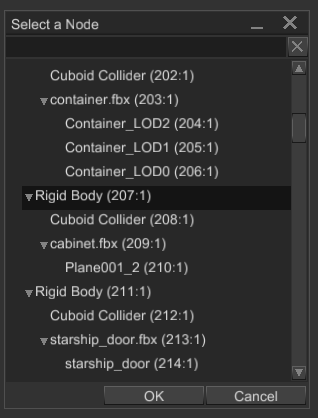 Select a Node
Cuboid Collider (202:1)
container.fbx (203:1)
Container_LOD2 (204:1)
Container_LOD1 (205:1)
Container_LOD0 (206:1)
Rigid Body (207:1)
Cuboid Collider (208:1)
cabinet.fbx (209:1)
Plane001_2 (210:1)
Rigid Body (211:1)
Cuboid Collider (212:1)
starship_door.fbx (213:1)
starship_door (214:1)
OK Cancel